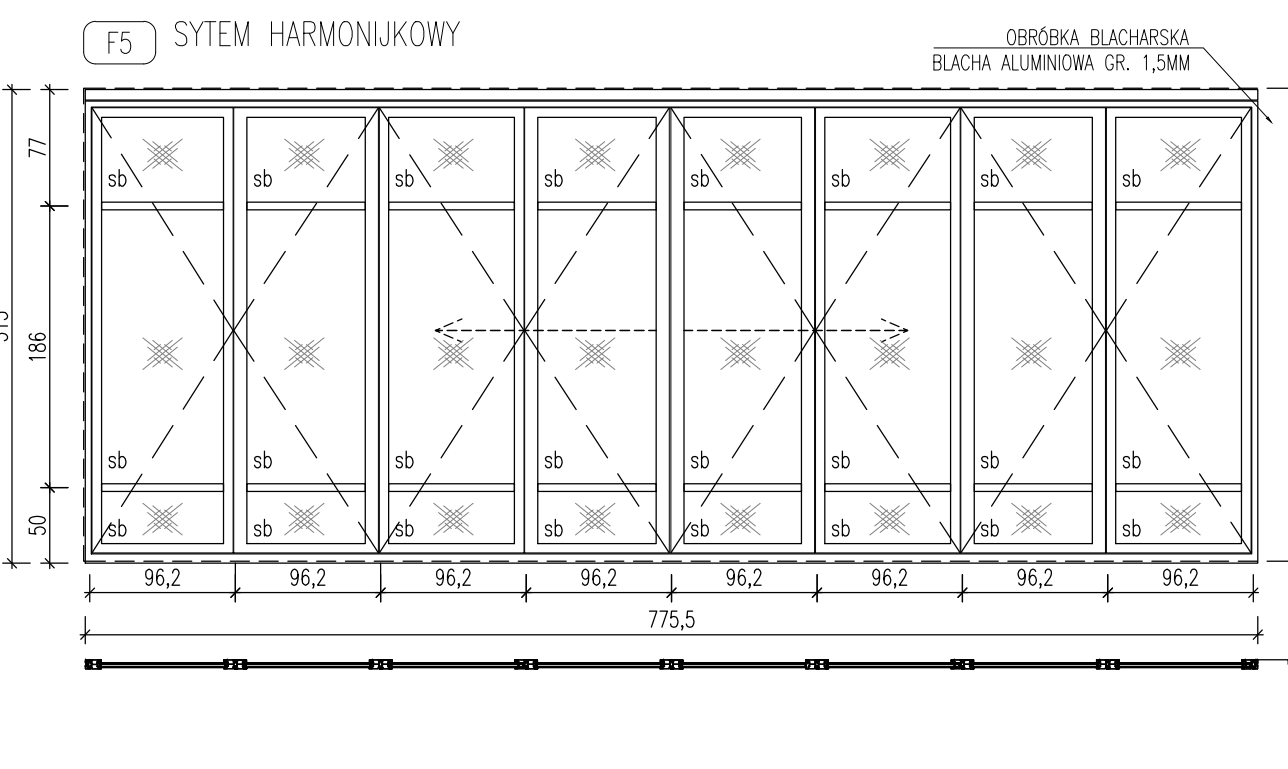 F5 SYTEM HARMONIJKOWY
OBRÓBKA BLACHARSKA
BLACHA ALUMINIOWA GR. 1,5MM
77
sb sb sb sb sb sb sb sb
186
sb sb sb sb sb sb sb sb
50
sb sb sb sb sb sb sb sb
96,2 96,2 96,2 96,2 96,2 96,2 96,2 96,2
775,5